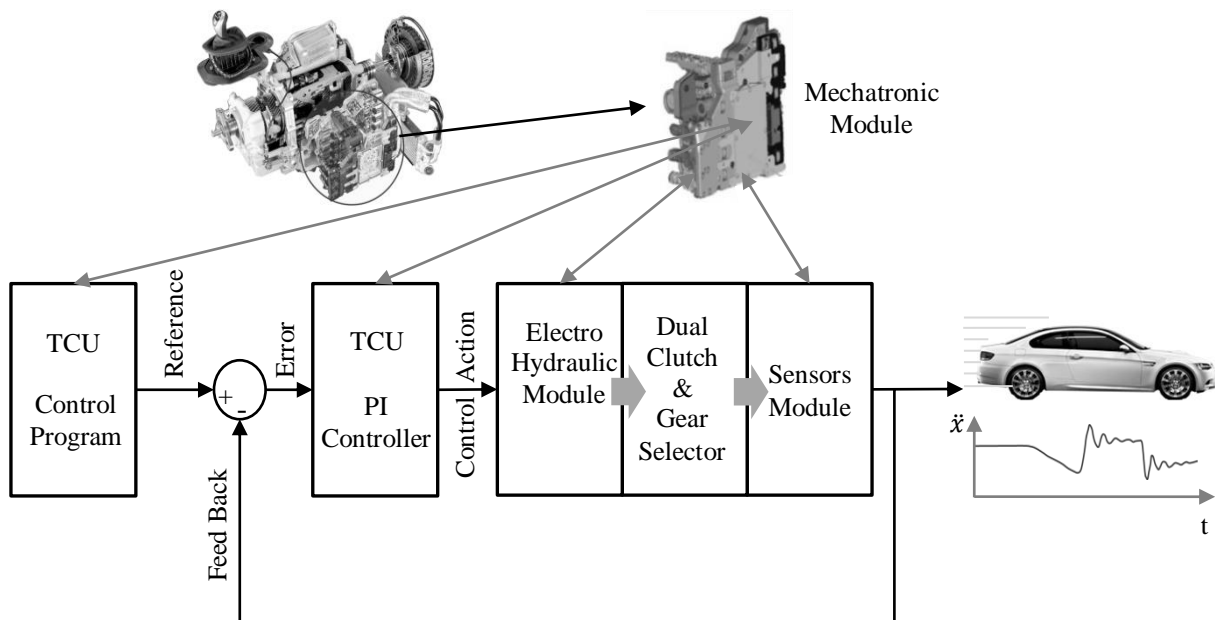 Mechatronic
Module
TCU
Control
Program
Reference
+
-
Error
TCU
PI
Controller
Control Action
Electro
Hydraulic
Module
Dual
Clutch
&
Gear
Selector
Sensors
Module
ẍ
t
Feed Back